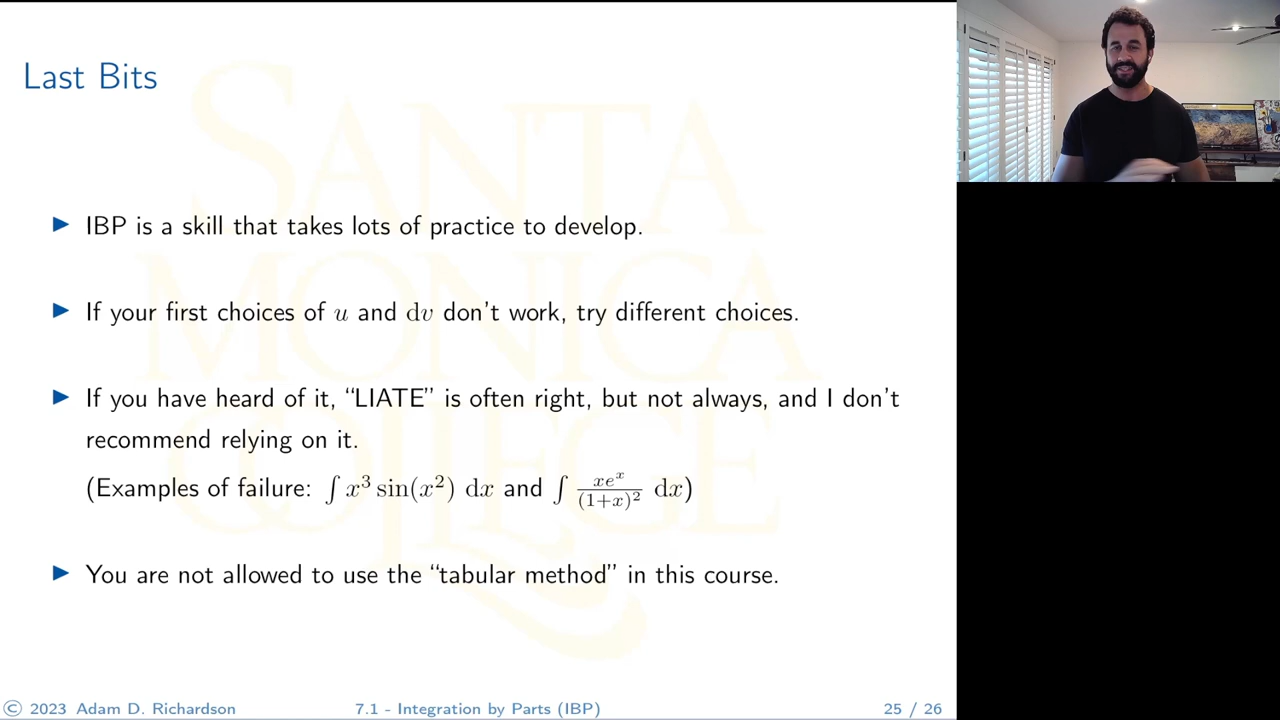 Last Bits
SANTA
MONICA
COLLEGE
▶ IBP is a skill that takes lots of practice to develop.
▶ If your first choices of u and dv don't work, try different choices.
▶ If you have heard of it, “LIATE” is often right, but not always, and I don't
recommend relying on it.
(Examples of failure: ∫ x³ sin(x²) dx and ∫ xeˣ/(1+x)² dx)
▶ You are not allowed to use the “tabular method” in this course.
© 2023 Adam D. Richardson 7.1 - Integration by Parts (IBP) 25 / 26